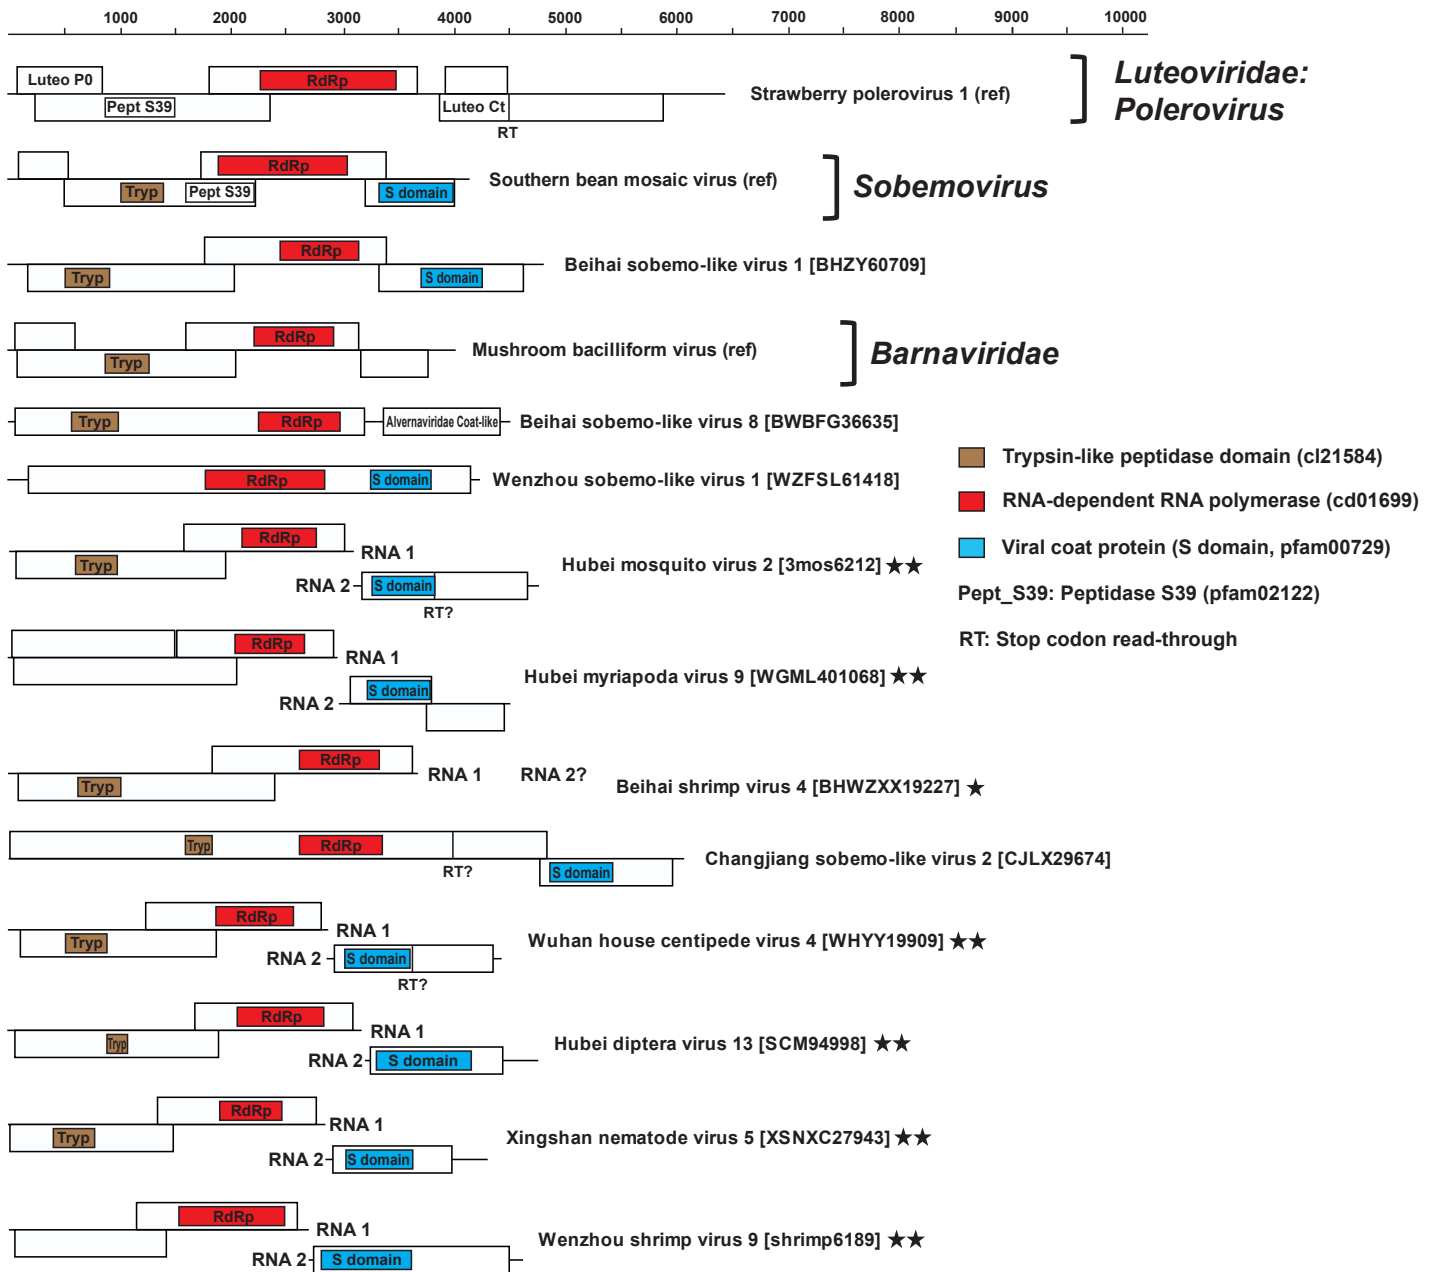 1000 2000 3000 4000 5000 6000 7000 8000 9000 10000
Luteo P0 RdRp
Pept S39 Luteo Ct
RT
Strawberry polerovirus 1 (ref)
Luteoviridae:
Polerovirus
RdRp
Tryp Pept S39 S domain
Southern bean mosaic virus (ref)
Sobemovirus
RdRp
Tryp S domain
Beihai sobemo-like virus 1 [BHZY60709]
RdRp
Tryp
Mushroom bacilliform virus (ref)
Barnaviridae
Tryp RdRp Alvernaviridae Coat-like
Beihai sobemo-like virus 8 [BWBFG36635]
RdRp S domain
Wenzhou sobemo-like virus 1 [WZFSL61418]
Trypsin-like peptidase domain (cl21584)
RNA-dependent RNA polymerase (cd01699)
Viral coat protein (S domain, pfam00729)
Pept_S39: Peptidase S39 (pfam02122)
RT: Stop codon read-through
RdRp
Tryp
RNA 1
RNA 2 S domain
RT?
Hubei mosquito virus 2 [3mos6212] ★★
RdRp
RNA 1
S domain
RNA 2
Hubei myriapoda virus 9 [WGML401068] ★★
RdRp
Tryp
RNA 1 RNA 2?
Beihai shrimp virus 4 [BHWZXX19227] ★
Tryp RdRp
RT? S domain
Changjiang sobemo-like virus 2 [CJLX29674]
RdRp
Tryp
RNA 1
RNA 2 S domain
RT?
Wuhan house centipede virus 4 [WHYY19909] ★★
RdRp
Tryp
RNA 1
RNA 2 S domain
Hubei diptera virus 13 [SCM94998] ★★
RdRp
Tryp
RNA 1
RNA 2 S domain
Xingshan nematode virus 5 [XSNXC27943] ★★
RdRp
RNA 1
RNA 2 S domain
Wenzhou shrimp virus 9 [shrimp6189] ★★